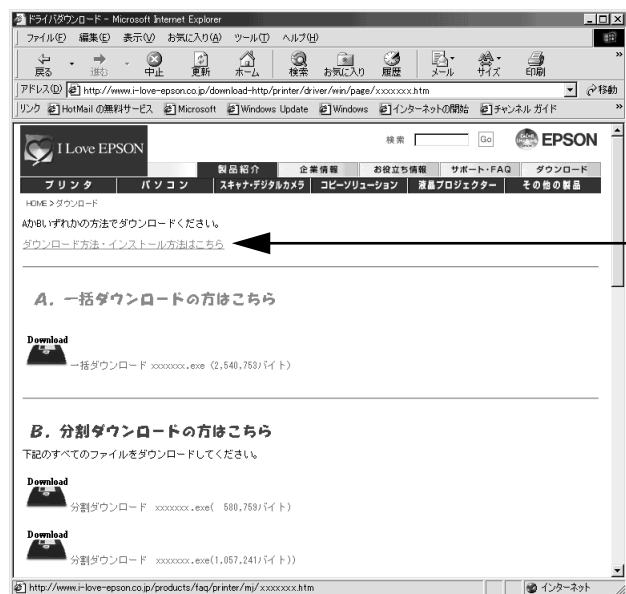 ドライバダウンロード - Microsoft Internet Explorer
ファイル(F) 編集(E) 表示(V) お気に入り(A) ツール(T) ヘルプ(H)
戻る 進む 中止 更新 ホーム 検索 お気に入り 履歴 メール サイズ 印刷
アドレス(D) http://www.i-love-epson.co.jp/download-http/printer/driver/win/page/xxxxxxx.htm 移動
リンク HotMail の無料サービス Microsoft Windows Update Windows インターネットの開始 チャンネル ガイド
I Love EPSON 検索 Go EPSON
製品紹介 企業情報 お役立ち情報 サポート・FAQ ダウンロード
プリンタ パソコン スキャナ・デジタルカメラ コピーソリューション 液晶プロジェクター その他の製品
HOME > ダウンロード
AかBいずれかの方法でダウンロードください。
ダウンロード方法・インストール方法はこちら
A. 一括ダウンロードの方はこちら
Download
一括ダウンロード xxxxxxx.exe (2,540,753バイト)
B. 分割ダウンロードの方はこちら
下記のすべてのファイルをダウンロードしてください。
Download
分割ダウンロード xxxxxxx.exe( 580,759バイト)
Download
分割ダウンロード xxxxxxx.exe(1,057,241バイト))
http://www.i-love-epson.co.jp/products/faq/printer/mj/xxxxxxx.htm インターネット